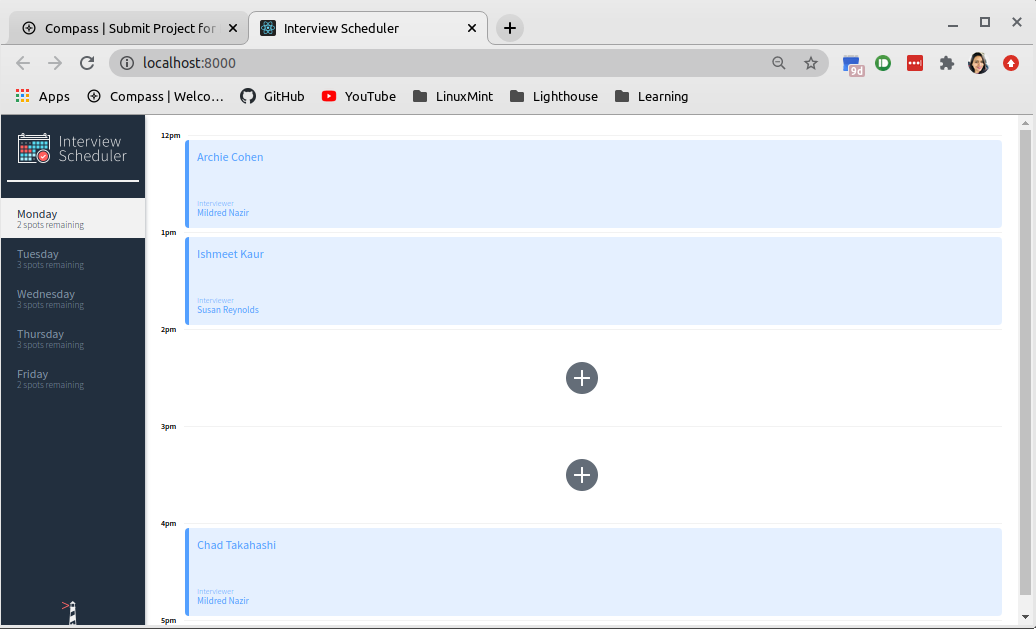 Compass | Submit Project for
Interview Scheduler
localhost:8000
9d
Apps
Compass | Welco...
GitHub
YouTube
LinuxMint
Lighthouse
Learning
Interview
Scheduler
Monday
2 spots remaining
Tuesday
3 spots remaining
Wednesday
3 spots remaining
Thursday
3 spots remaining
Friday
2 spots remaining
12pm
Archie Cohen
Interviewer
Mildred Nazir
1pm
Ishmeet Kaur
Interviewer
Susan Reynolds
2pm
3pm
4pm
Chad Takahashi
Interviewer
Mildred Nazir
5pm